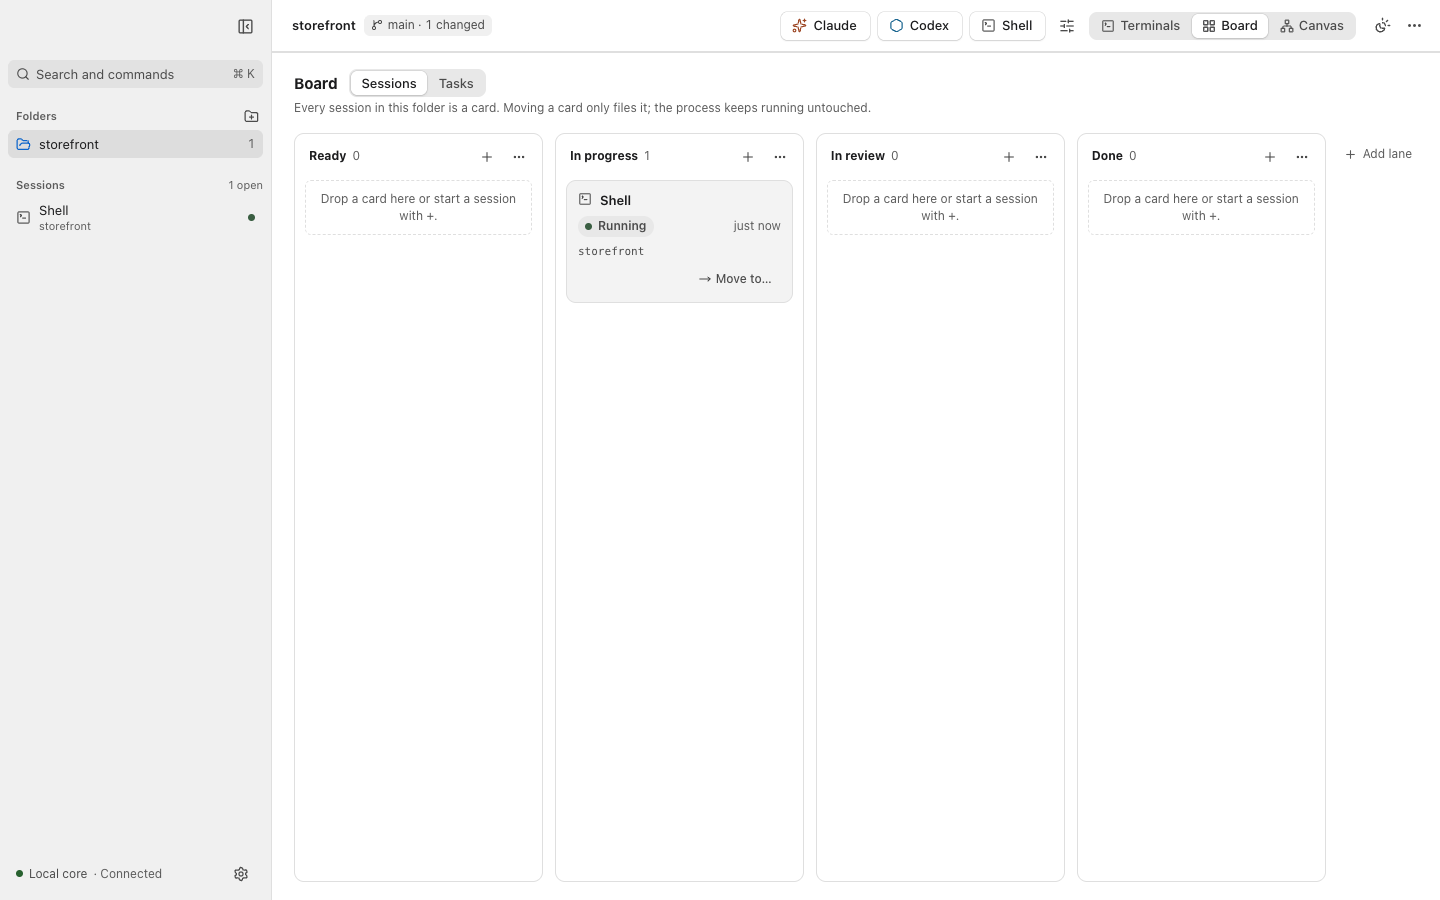 storefront
main · 1 changed
Claude
Codex
Shell
Terminals
Board
Canvas
Search and commands
⌘ K
Folders
storefront
1
Sessions
1 open
Shell
storefront
Board
Sessions
Tasks
Every session in this folder is a card. Moving a card only files it; the process keeps running untouched.
Ready 0
Drop a card here or start a session
with +.
In progress 1
Shell
Running
just now
storefront
→ Move to...
In review 0
Drop a card here or start a session
with +.
Done 0
Drop a card here or start a session
with +.
+ Add lane
Local core · Connected